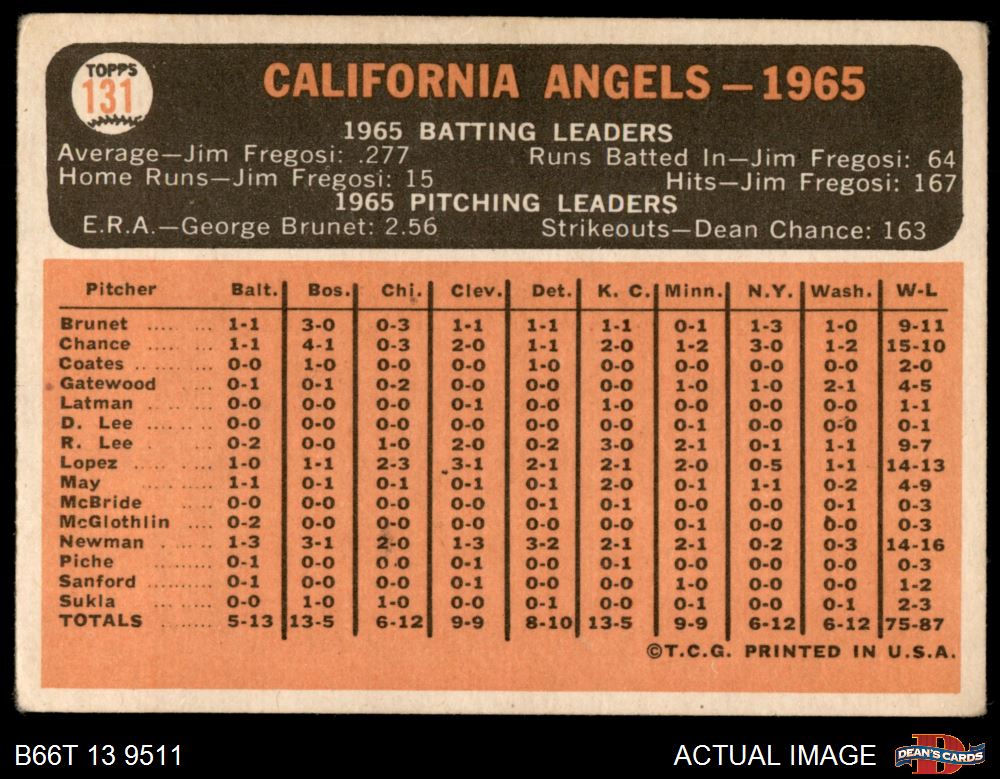 TOPPS
131
CALIFORNIA ANGELS – 1965
1965 BATTING LEADERS
Average—Jim Fregosi: .277 Runs Batted In—Jim Fregosi: 64
Home Runs—Jim Fregosi: 15 Hits—Jim Fregosi: 167
1965 PITCHING LEADERS
E.R.A.—George Brunet: 2.56 Strikeouts—Dean Chance: 163
Pitcher Balt. Bos. Chi. Clev. Det. K. C. Minn. N.Y. Wash. W-L
Brunet .... ... 1-1 3-0 0-3 1-1 1-1 1-1 0-1 1-3 1-0 9-11
Chance ..... ... 1-1 4-1 0-3 2-0 1-1 2-0 1-2 3-0 1-2 15-10
Coates ..... ... 0-0 1-0 0-0 0-0 1-0 0-0 0-0 0-0 0-0 2-0
Gatewood .... 0-1 0-1 0-2 0-0 0-0 0-0 1-0 1-0 2-1 4-5
Latman .. .. ... 0-0 0-0 0-0 0-1 0-0 1-0 0-0 0-0 0-0 1-1
D. Lee .... ... 0-0 0-0 0-0 0-0 0-0 0-0 0-1 0-0 0-0 0-1
R. Lee .... ... 0-2 0-0 1-0 2-0 0-2 3-0 2-1 0-1 1-1 9-7
Lopez ...... ... 1-0 1-1 2-3 3-1 2-1 2-1 2-0 0-5 1-1 14-13
May ........ ... 1-1 0-1 0-1 0-1 0-1 2-0 0-1 1-1 0-2 4-9
McBride .... ... 0-0 0-0 0-0 0-0 0-1 0-1 0-0 0-0 0-1 0-3
McGlothlin .... 0-2 0-0 0-0 0-0 0-0 0-0 0-1 0-0 0-0 0-3
Newman .... ... 1-3 3-1 2-0 1-3 3-2 2-1 2-1 0-2 0-3 14-16
Piche ...... ... 0-1 0-0 0-0 0-1 0-0 0-1 0-0 0-0 0-0 0-3
Sanford .... ... 0-1 0-0 0-0 0-1 0-0 0-0 1-0 0-0 0-0 1-2
Sukla ... ... ... 0-0 1-0 1-0 0-0 0-1 0-0 0-1 0-0 0-1 2-3
TOTALS ..... ... 5-13 13-5 6-12 9-9 8-10 13-5 9-9 6-12 6-12 75-87
©T.C.G. PRINTED IN U.S.A.
B66T 13 9511 ACTUAL IMAGE
DEAN'S CARDS